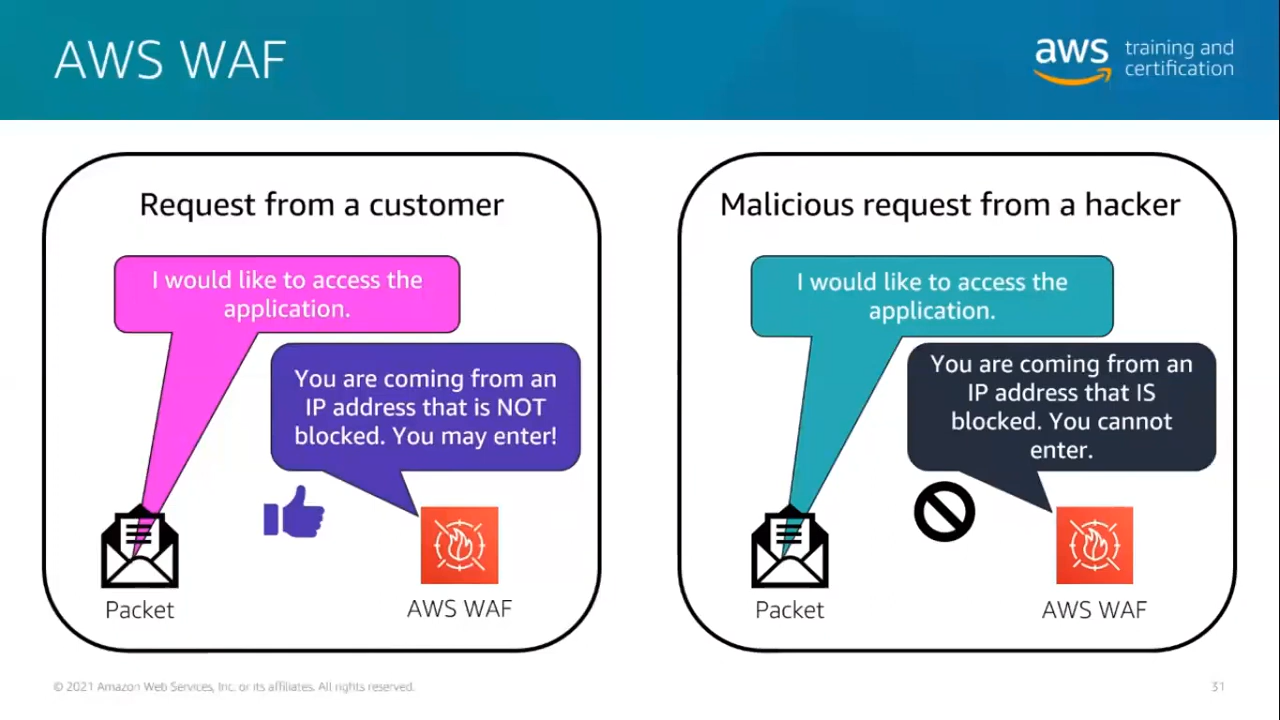 AWS WAF
aws training and
certification
Request from a customer
I would like to access the
application.
You are coming from an
IP address that is NOT
blocked. You may enter!
Packet
AWS WAF
Malicious request from a hacker
I would like to access the
application.
You are coming from an
IP address that IS
blocked. You cannot
enter.
Packet
AWS WAF
© 2021 Amazon Web Services, Inc. or its affiliates. All rights reserved.
31